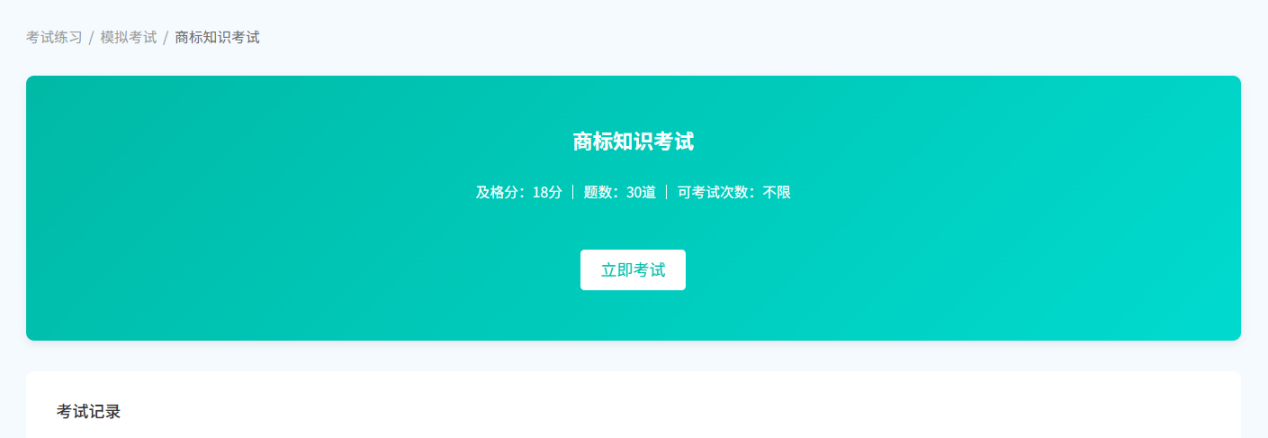 考试练习 / 模拟考试 / 商标知识考试
商标知识考试
及格分：18分 | 题数：30道 | 可考试次数：不限
立即考试
考试记录